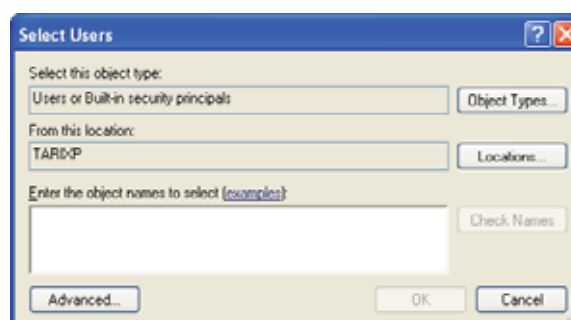 Select Users
Select this object type:
Users or Built-in security principals
Object Types...
From this location:
TARIXP
Locations...
Enter the object names to select (examples):
Check Names
Advanced...
OK
Cancel